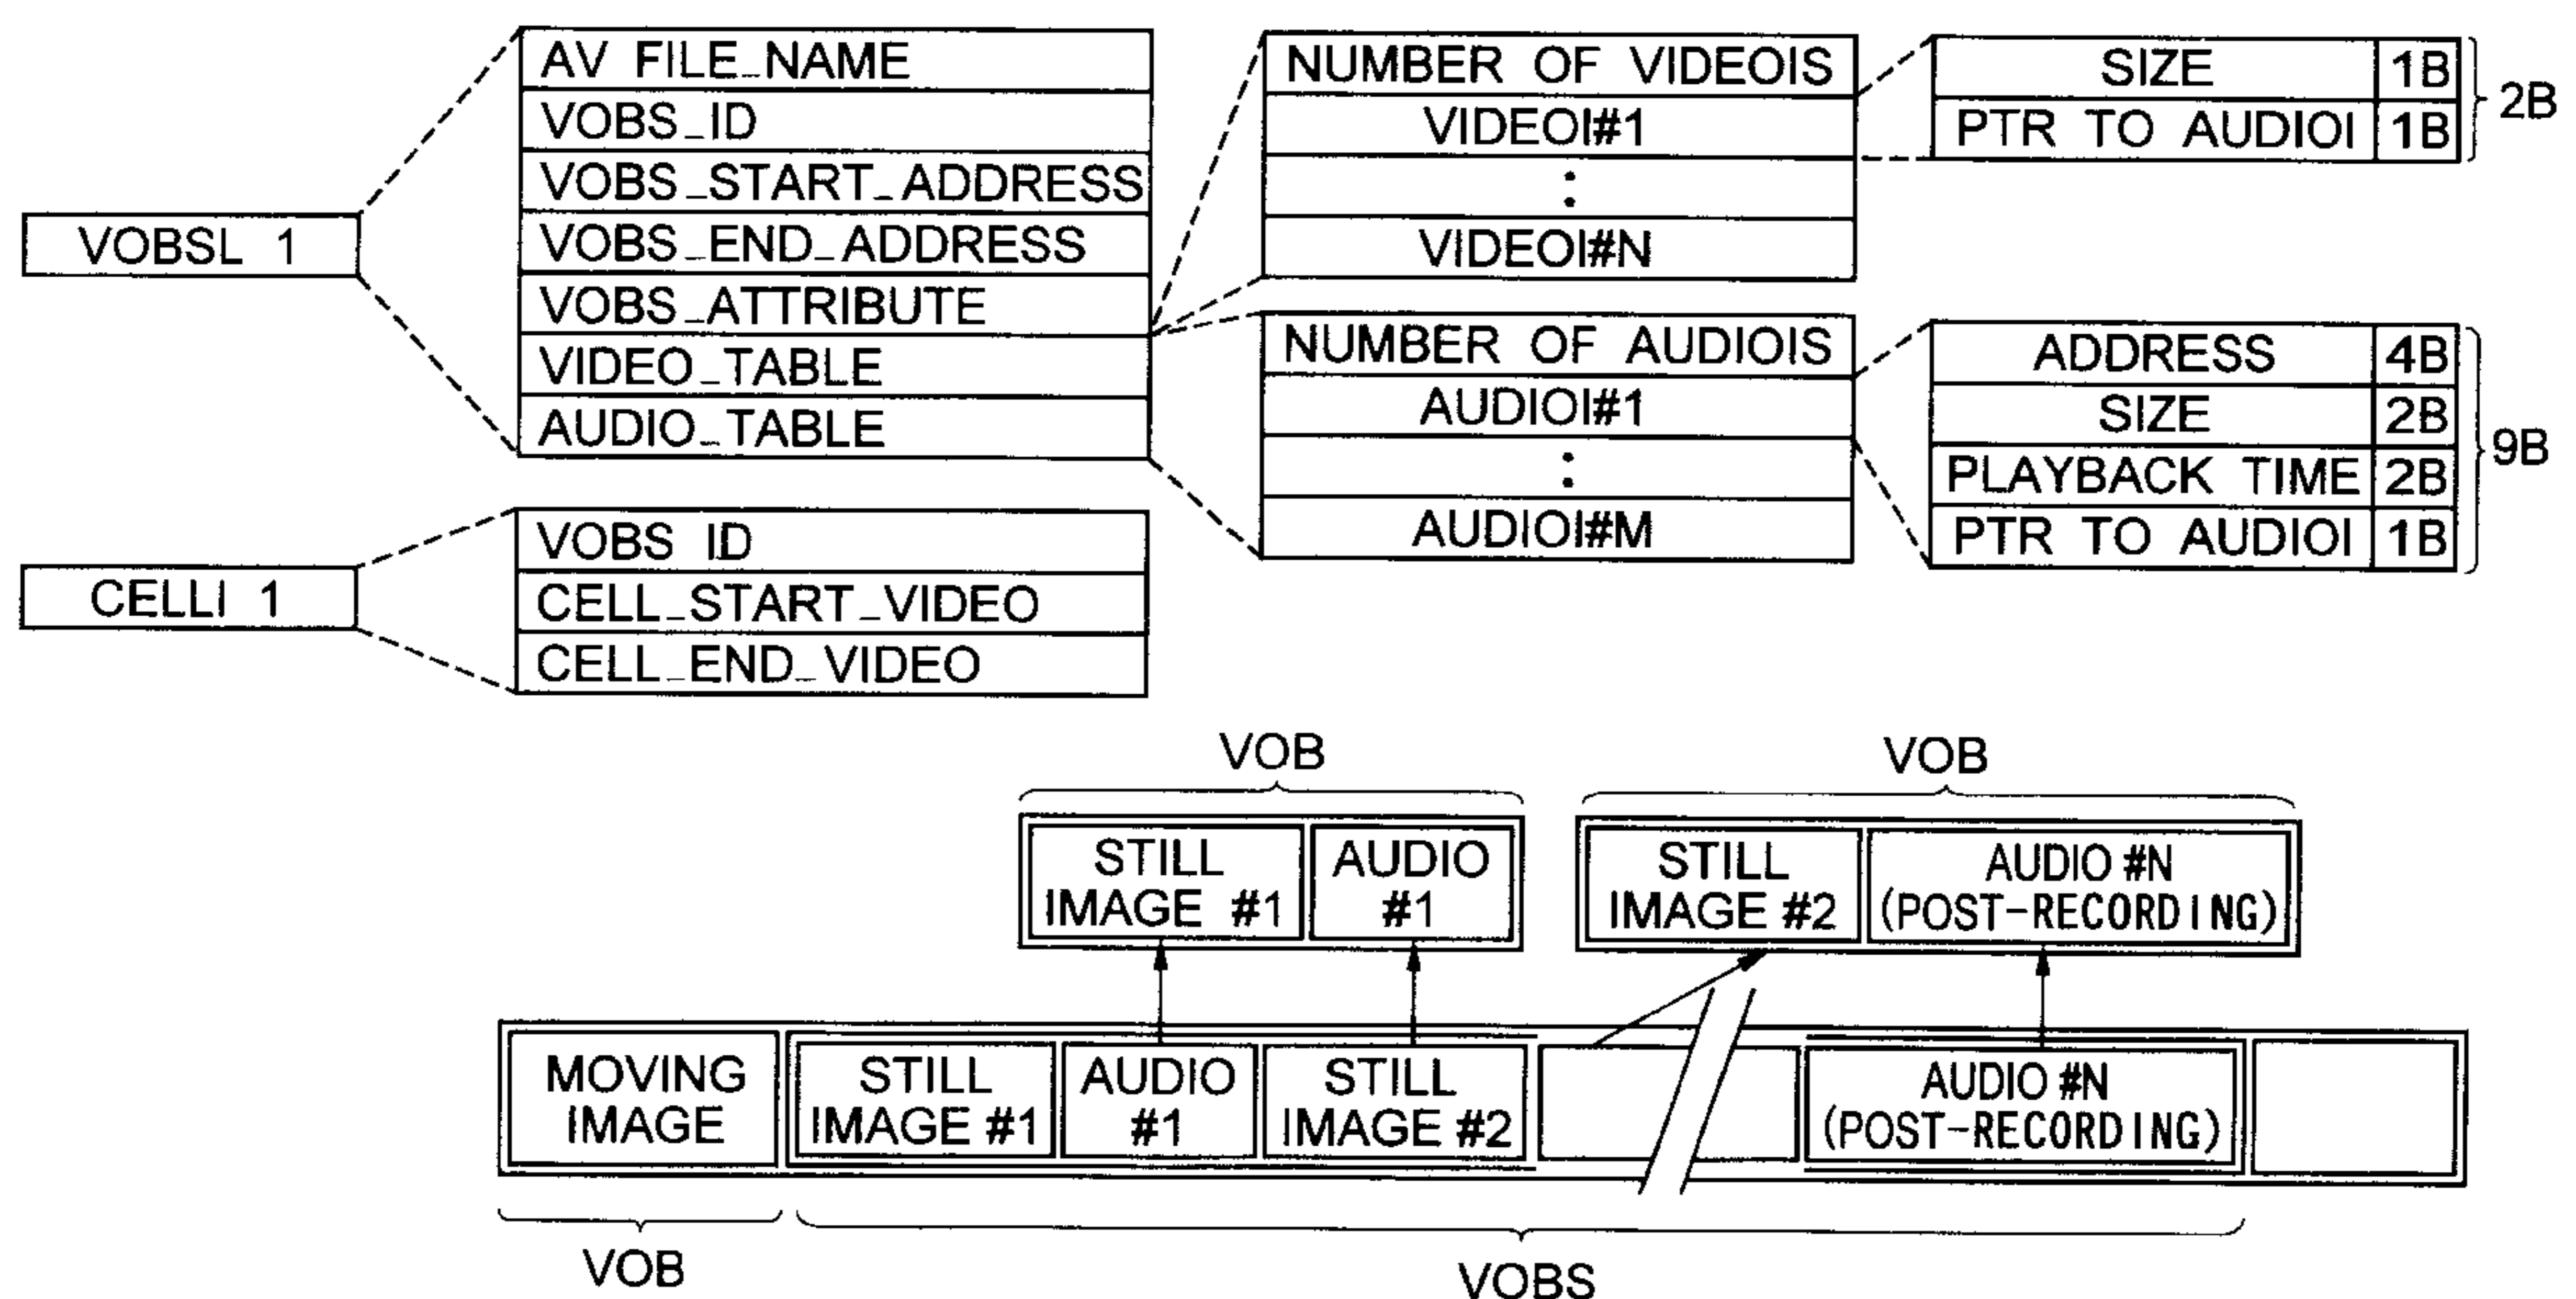 VOBSL 1
AV FILE_NAME
VOBS_ID
VOBS_START_ADDRESS
VOBS_END_ADDRESS
VOBS_ATTRIBUTE
VIDEO_TABLE
AUDIO_TABLE
NUMBER OF VIDEOIS
VIDEOI#1
:
VIDEOI#N
SIZE 1B
PTR TO AUDIOI 1B
2B
NUMBER OF AUDIOIS
AUDIOI#1
:
AUDIOI#M
ADDRESS 4B
SIZE 2B
PLAYBACK TIME 2B
PTR TO AUDIOI 1B
9B
CELLI 1
VOBS ID
CELL_START_VIDEO
CELL_END_VIDEO
VOB
STILL
IMAGE #1
AUDIO
#1
VOB
STILL
IMAGE #2
AUDIO #N
(POST-RECORDING)
MOVING
IMAGE
STILL
IMAGE #1
AUDIO
#1
STILL
IMAGE #2
AUDIO #N
(POST-RECORDING)
VOB
VOBS